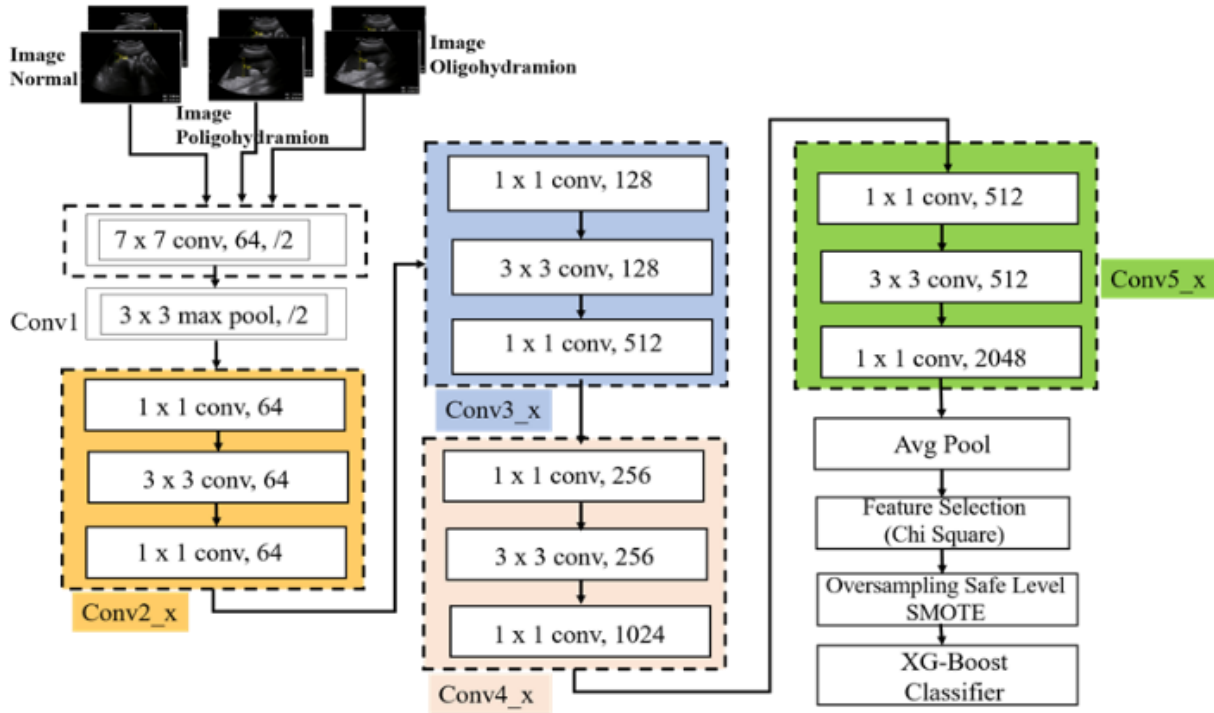 Image
Normal
Image
Poligohydramion
Image
Oligohydramion
7 x 7 conv, 64, /2
Conv1
3 x 3 max pool, /2
1 x 1 conv, 64
3 x 3 conv, 64
1 x 1 conv, 64
Conv2_x
1 x 1 conv, 128
3 x 3 conv, 128
1 x 1 conv, 512
Conv3_x
1 x 1 conv, 256
3 x 3 conv, 256
1 x 1 conv, 1024
Conv4_x
1 x 1 conv, 512
3 x 3 conv, 512
1 x 1 conv, 2048
Conv5_x
Avg Pool
Feature Selection
(Chi Square)
Oversampling Safe Level
SMOTE
XG-Boost
Classifier